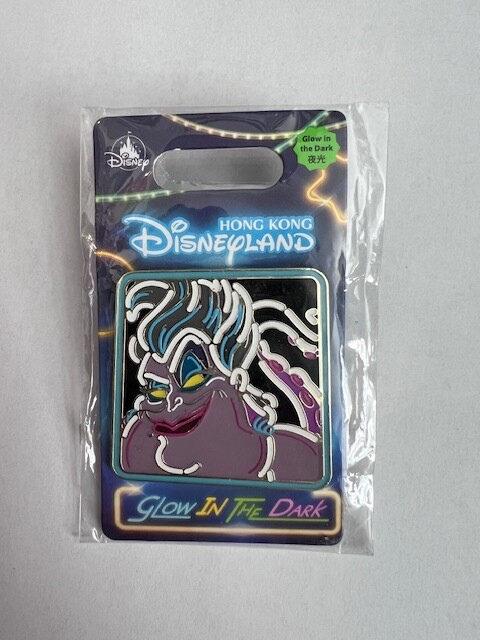 Disney
Glow in
the Dark
夜光
HONG KONG
DISNEYLAND
GLOW IN THE DARK